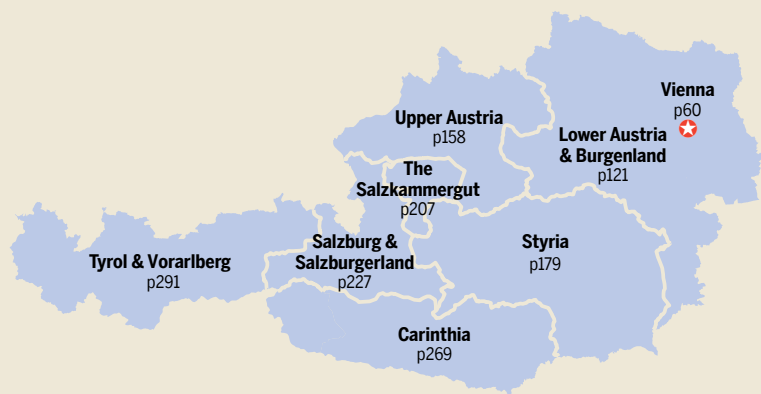 Vienna
p60
Upper Austria
p158
Lower Austria
& Burgenland
p121
The
Salzkammergut
p207
Salzburg &
Salzburgerland
p227
Styria
p179
Tyrol & Vorarlberg
p291
Carinthia
p269